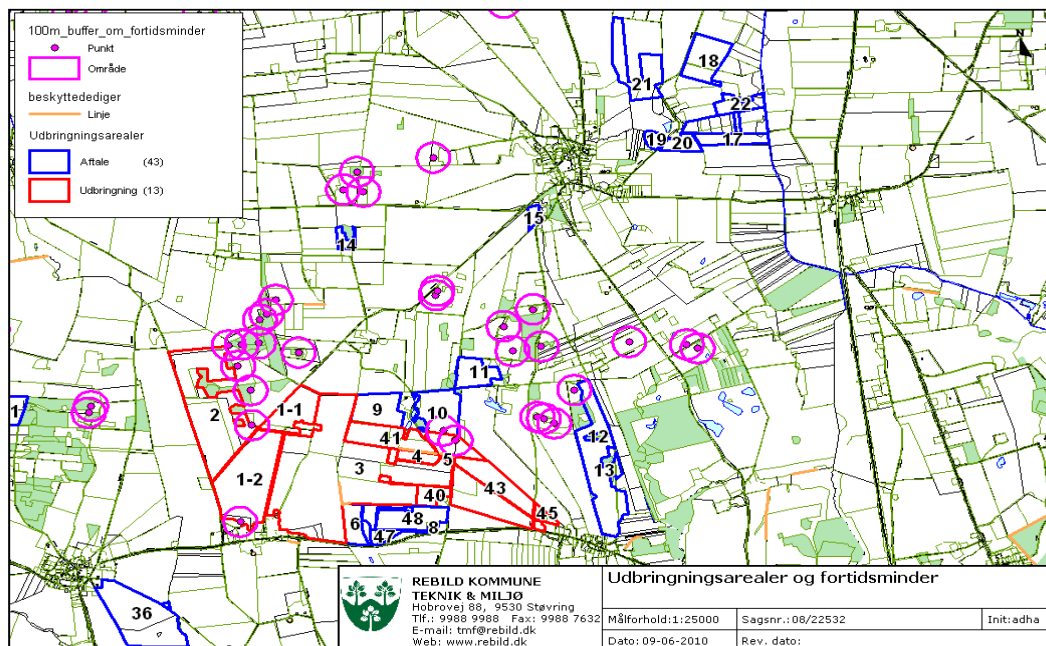 100m_buffer_om_fortidsminder
Punkt
Område
beskyttedediger
Linje
Udbringningsarealer
Aftale (43)
Udbringning (13)
N
18
21
22
19 20 17
15
14
11
1-1 9 10
2
41
12
4 5
3
13
1-2
43
40
45
6 48 8
47
36
1-
REBILD KOMMUNE
TEKNIK & MILJØ
Hobrovej 88, 9530 Støvring
Tlf.: 9988 9988 Fax: 9988 7632
E-mail: tmf@rebild.dk
Web: www.rebild.dk
Udbringningsarealer og fortidsminder
Målforhold:1:25000 Sagsnr.:08/22532 Init:adha
Dato: 09-06-2010 Rev. dato: